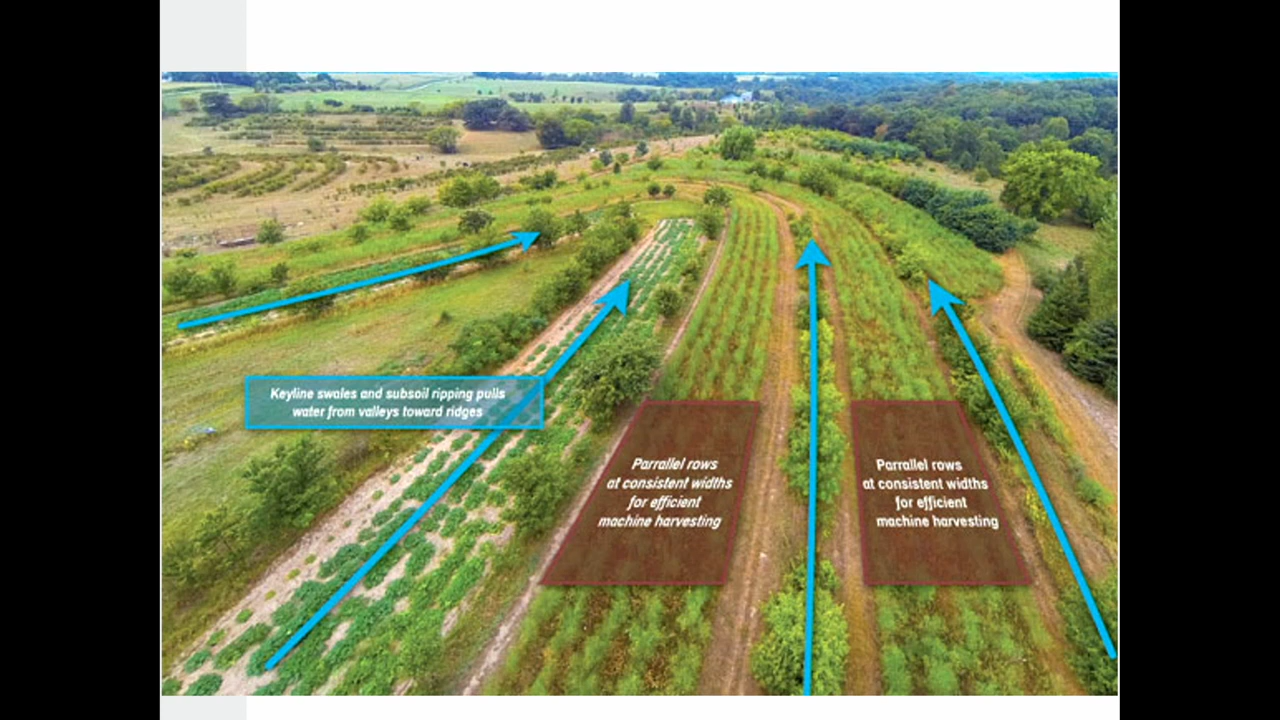 Keyline swales and subsoil ripping pulls
water from valleys toward ridges
Parrallel rows
at consistent widths
for efficient
machine harvesting
Parrallel rows
at consistent widths
for efficient
machine harvesting